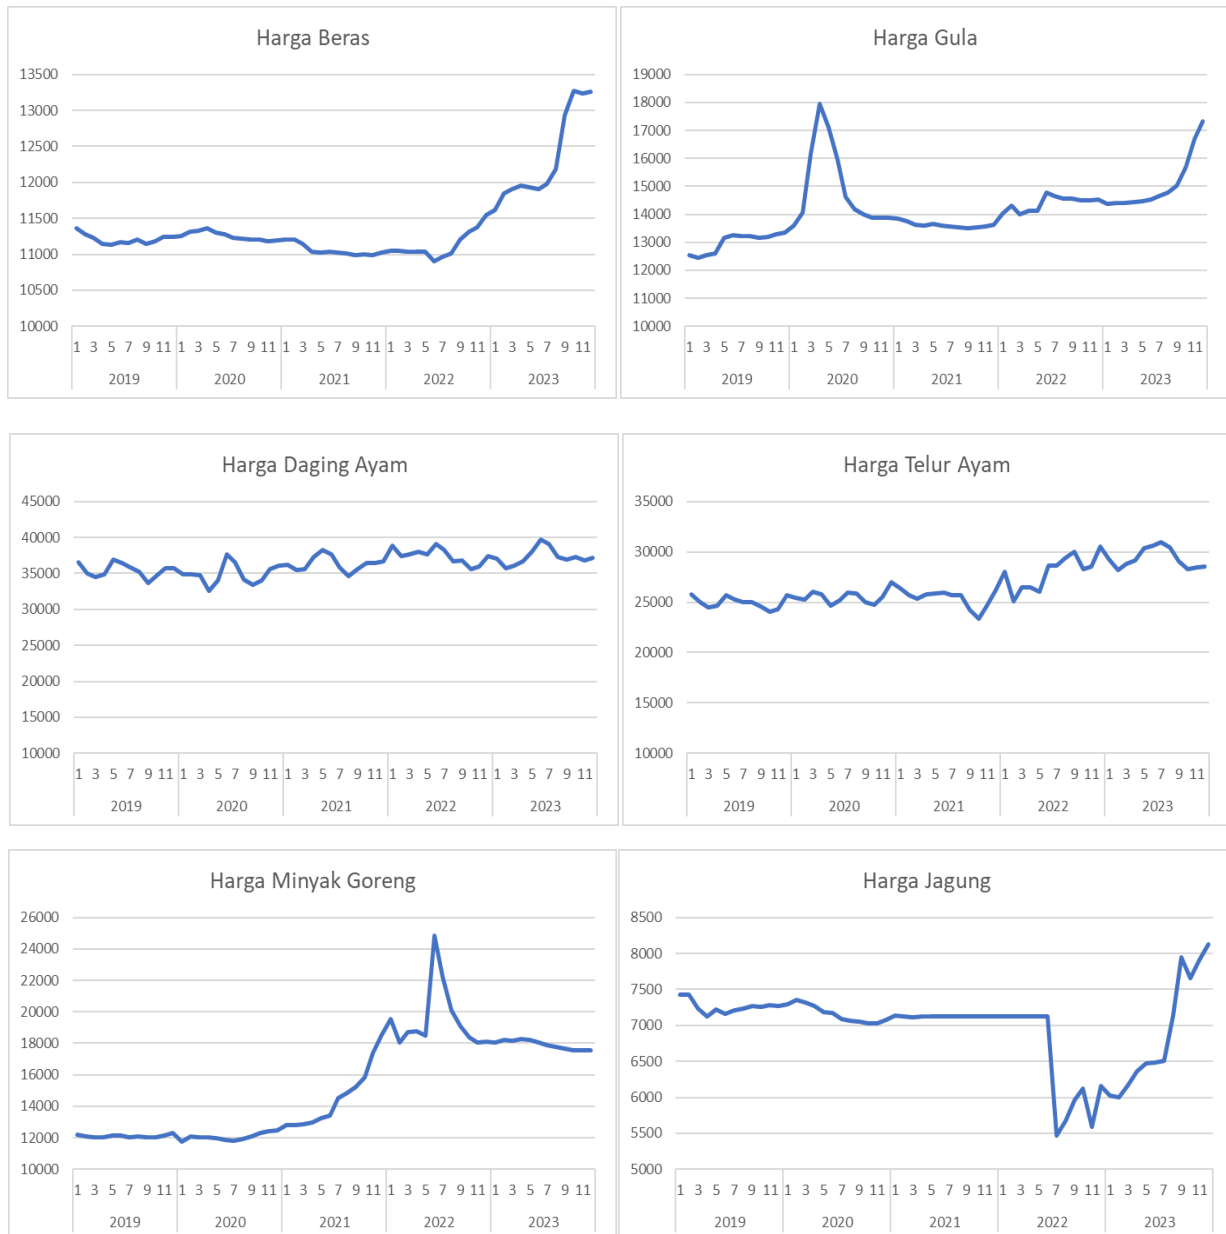 Harga Beras
13500
13000
12500
12000
11500
11000
10500
10000
1 3 5 7 9 11 1 3 5 7 9 11 1 3 5 7 9 11 1 3 5 7 9 11 1 3 5 7 9 11
2019 2020 2021 2022 2023
Harga Gula
19000
18000
17000
16000
15000
14000
13000
12000
11000
10000
1 3 5 7 9 11 1 3 5 7 9 11 1 3 5 7 9 11 1 3 5 7 9 11 1 3 5 7 9 11
2019 2020 2021 2022 2023
Harga Daging Ayam
45000
40000
35000
30000
25000
20000
15000
10000
1 3 5 7 9 11 1 3 5 7 9 11 1 3 5 7 9 11 1 3 5 7 9 11 1 3 5 7 9 11
2019 2020 2021 2022 2023
Harga Telur Ayam
35000
30000
25000
20000
15000
10000
1 3 5 7 9 11 1 3 5 7 9 11 1 3 5 7 9 11 1 3 5 7 9 11 1 3 5 7 9 11
2019 2020 2021 2022 2023
Harga Minyak Goreng
26000
24000
22000
20000
18000
16000
14000
12000
10000
1 3 5 7 9 11 1 3 5 7 9 11 1 3 5 7 9 11 1 3 5 7 9 11 1 3 5 7 9 11
2019 2020 2021 2022 2023
Harga Jagung
8500
8000
7500
7000
6500
6000
5500
5000
1 3 5 7 9 11 1 3 5 7 9 11 1 3 5 7 9 11 1 3 5 7 9 11 1 3 5 7 9 11
2019 2020 2021 2022 2023